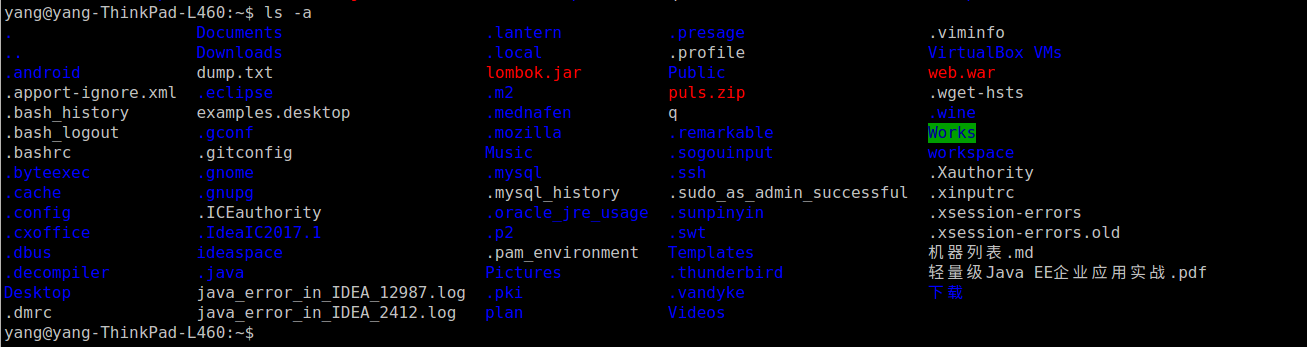 yang@yang-ThinkPad-L460:~$ ls -a
. Documents .lantern .presage .viminfo
.. Downloads .local .profile VirtualBox VMs
.android dump.txt lombok.jar Public web.war
.apport-ignore.xml .eclipse .m2 puls.zip .wget-hsts
.bash_history examples.desktop .mednafen q .wine
.bash_logout .gconf .mozilla .remarkable Works
.bashrc .gitconfig Music .sogouinput workspace
.byteexec .gnome .mysql .ssh .Xauthority
.cache .gnupg .mysql_history .sudo_as_admin_successful .xinputrc
.config .ICEauthority .oracle_jre_usage .sunpinyin .xsession-errors
.cxoffice .IdeaIC2017.1 .p2 .swt .xsession-errors.old
.dbus ideaspace .pam_environment Templates 机器列表.md
.decompiler .java Pictures .thunderbird 轻量级Java EE企业应用实战.pdf
Desktop java_error_in_IDEA_12987.log .pki .vandyke 下载
.dmrc java_error_in_IDEA_2412.log plan Videos
yang@yang-ThinkPad-L460:~$